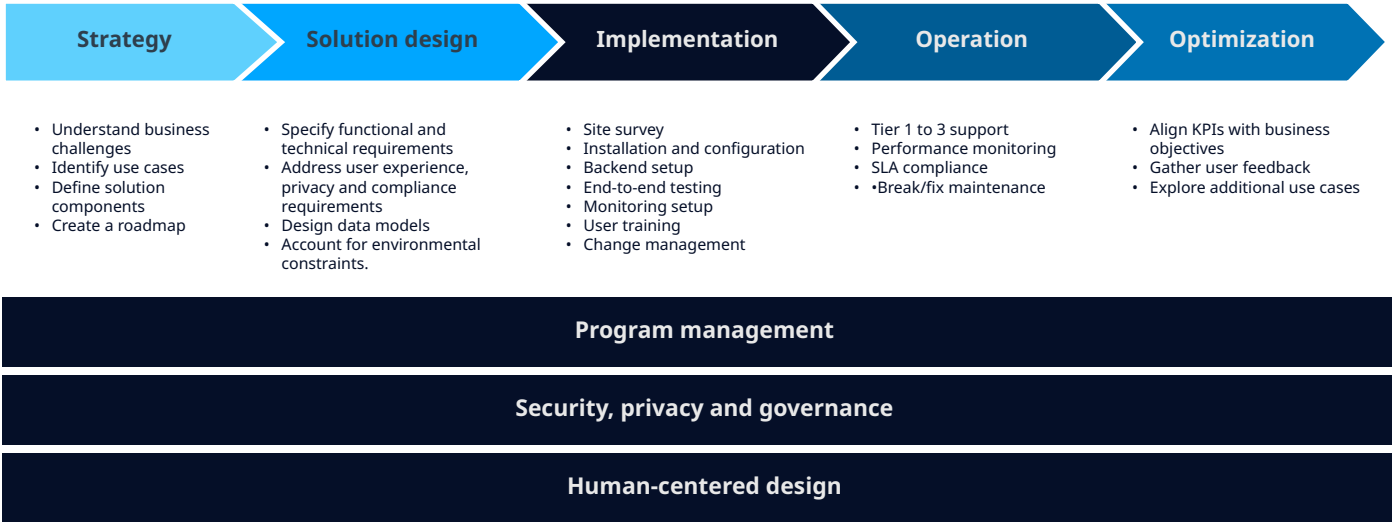 Strategy
Solution design
Implementation
Operation
Optimization
• Understand business
challenges
• Identify use cases
• Define solution
components
• Create a roadmap
• Specify functional and
technical requirements
• Address user experience,
privacy and compliance
requirements
• Design data models
• Account for environmental
constraints.
• Site survey
• Installation and configuration
• Backend setup
• End-to-end testing
• Monitoring setup
• User training
• Change management
• Tier 1 to 3 support
• Performance monitoring
• SLA compliance
• •Break/fix maintenance
• Align KPIs with business
objectives
• Gather user feedback
• Explore additional use cases
Program management
Security, privacy and governance
Human-centered design